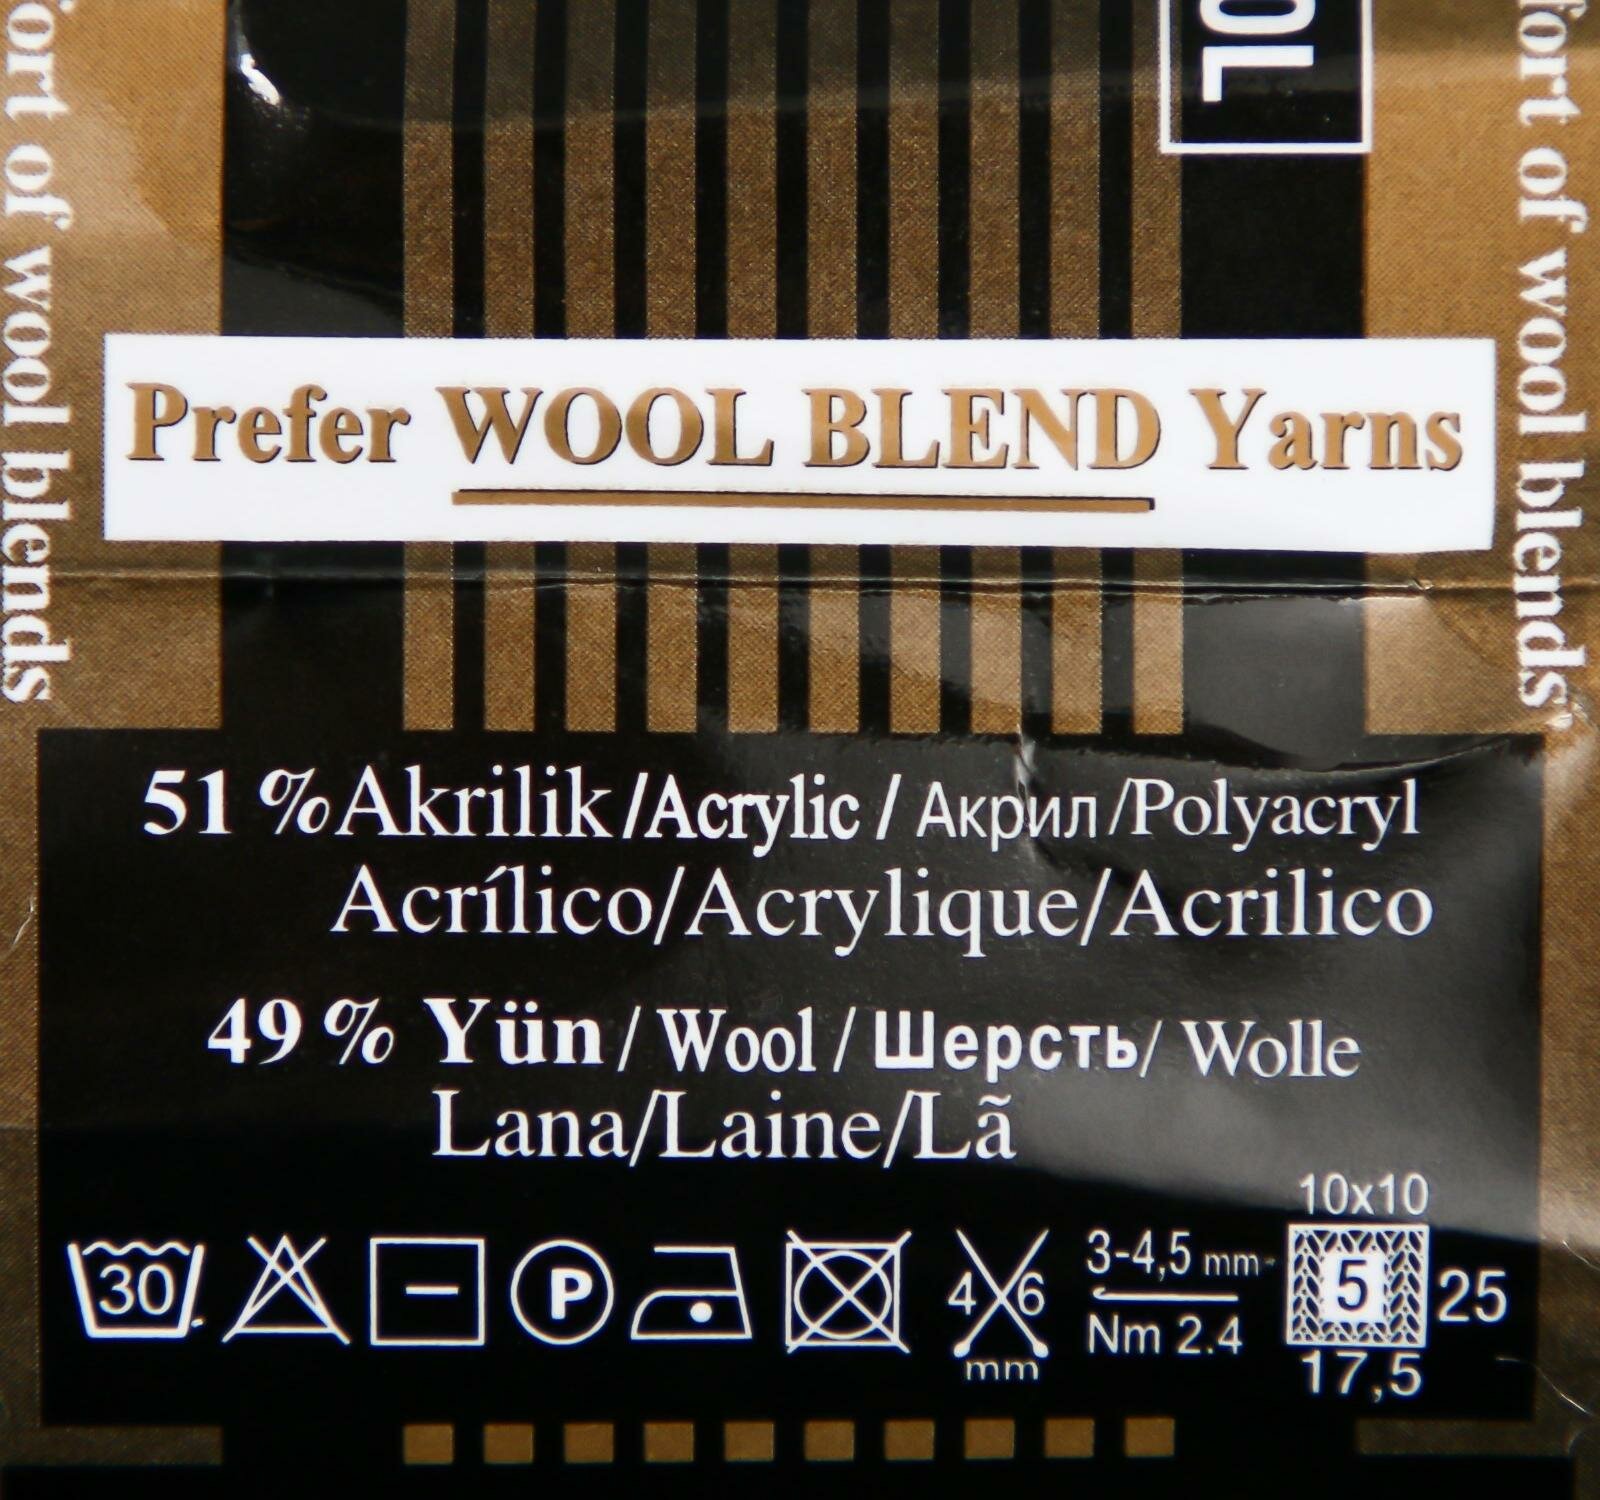 fort of wool blends
fort of wool blends
Prefer WOOL BLEND Yarns
51 % Akrilik / Acrylic / Акрил / Polyacryl
Acrílico/Acrylique/Acrilico
49 % Yün / Wool / Шерсть / Wolle
Lana/Laine/Lã
30
P
4 6
mm
3-4,5 mm
Nm 2.4
10x10
5
25
17,5